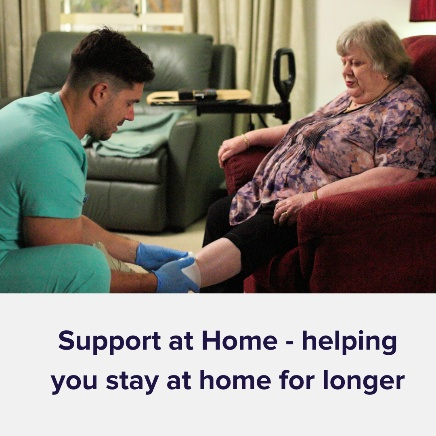 Support at Home - helping
you stay at home for longer